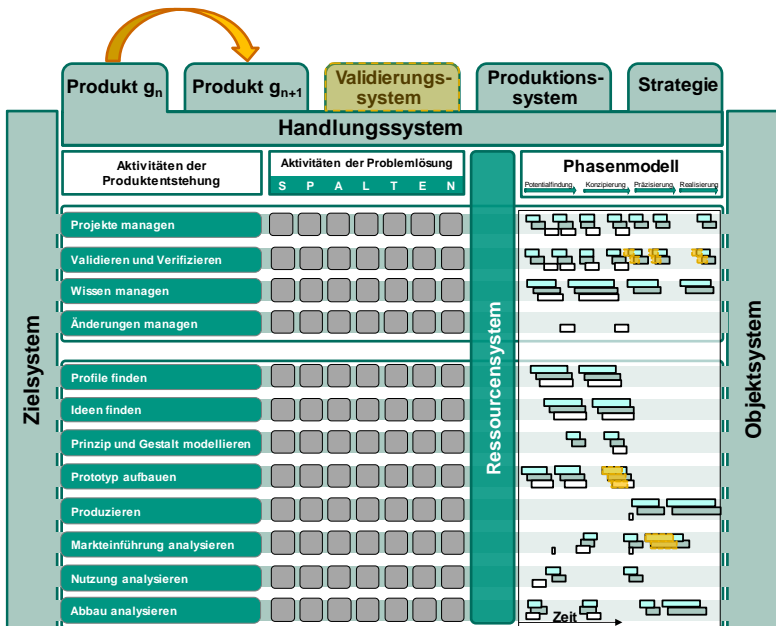 Produkt gn
Produkt gn+1
Validierungs-
system
Produktions-
system
Strategie
Handlungssystem
Zielsystem
Aktivitäten der
Produktentstehung
Aktivitäten der Problemlösung
S P A L T E N
Ressourcensystem
Phasenmodell
Potentialfindung Konzipierung Präzisierung Realisierung
Objektsystem
Projekte managen
Validieren und Verifizieren
Wissen managen
Änderungen managen
Profile finden
Ideen finden
Prinzip und Gestalt modellieren
Prototyp aufbauen
Produzieren
Markteinführung analysieren
Nutzung analysieren
Abbau analysieren
Zeit